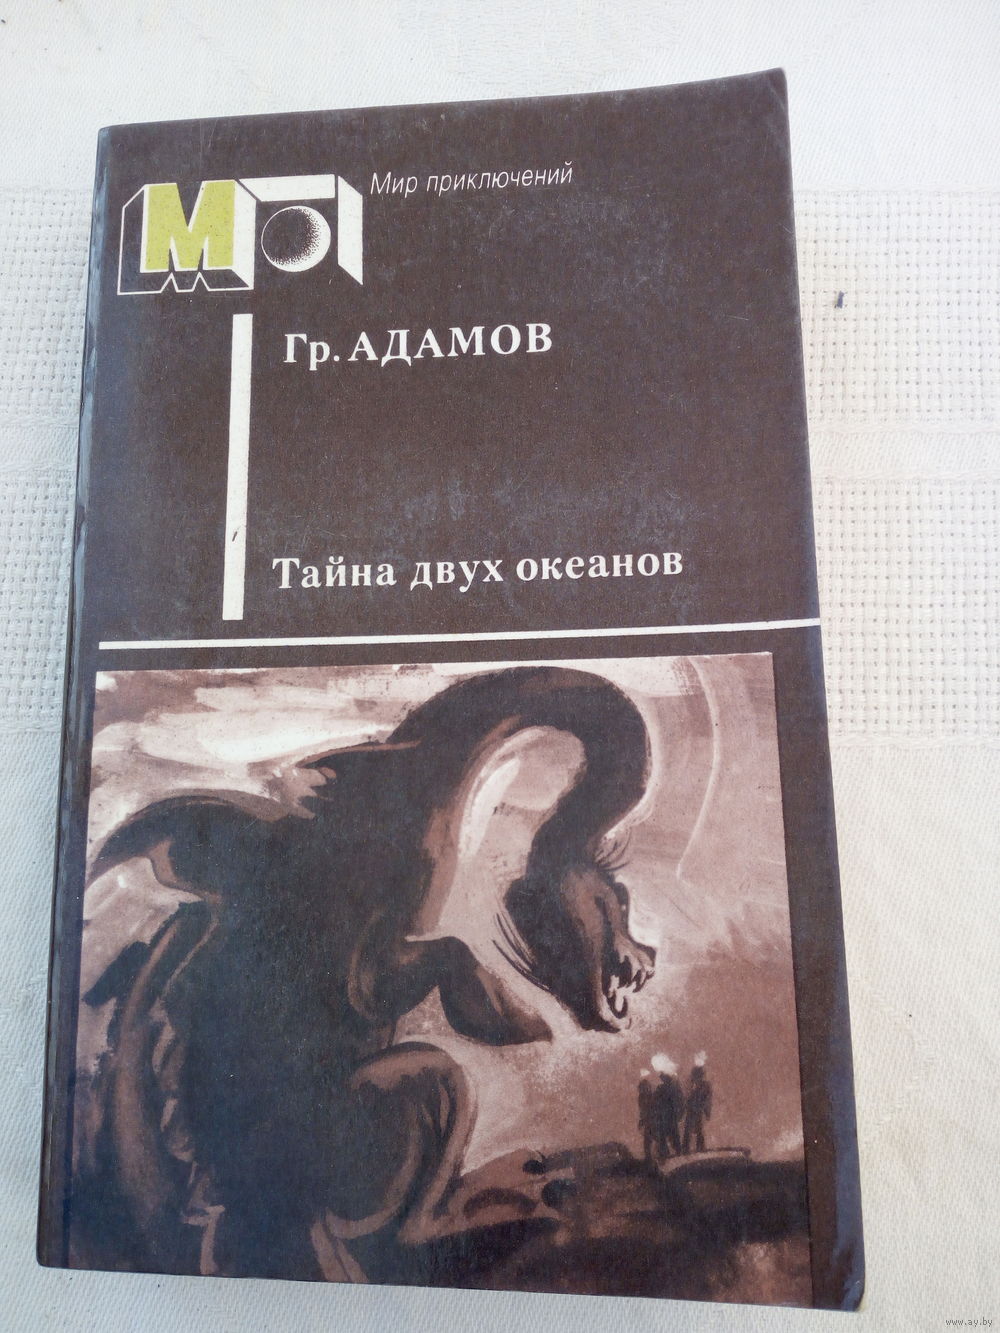 М
Мир приключений
Гр. АДАМОВ
Тайна двух океанов
www.ay.by